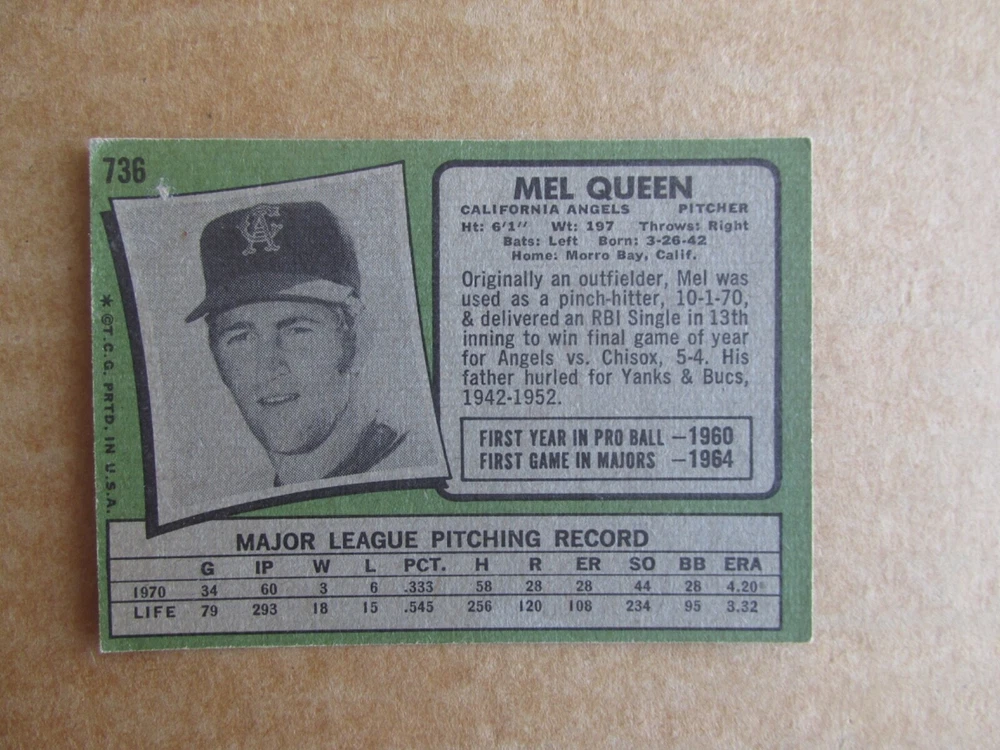 736
MEL QUEEN
CALIFORNIA ANGELS PITCHER
Ht: 6'1" Wt: 197 Throws: Right
Bats: Left Born: 3-26-42
Home: Morro Bay, Calif.
Originally an outfielder, Mel was
used as a pinch-hitter, 10-1-70,
& delivered an RBI Single in 13th
inning to win final game of year
for Angels vs. Chisox, 5-4. His
father hurled for Yanks & Bucs,
1942-1952.
FIRST YEAR IN PRO BALL —1960
FIRST GAME IN MAJORS —1964
* ©T.C.G. PRTD. IN U.S.A.
CA
MAJOR LEAGUE PITCHING RECORD
G IP W L PCT. H R ER SO BB ERA
1970 34 60 3 6 .333 58 28 28 44 28 4.20
LIFE 79 293 18 15 .545 256 120 108 234 95 3.32